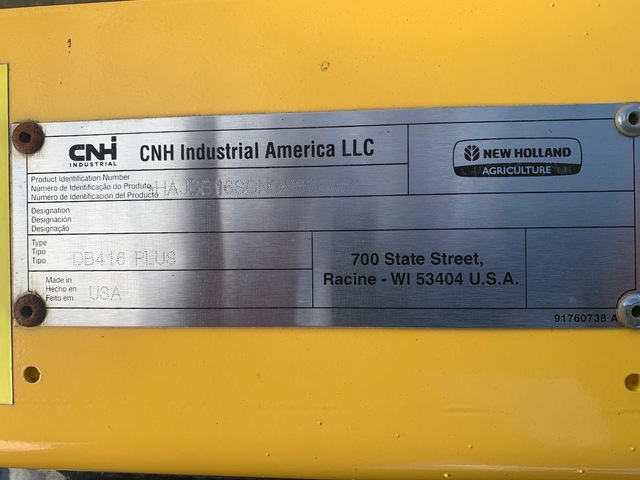 CNH
INDUSTRIAL
CNH Industrial America LLC
NEW HOLLAND
AGRICULTURE
Product Identification Number
Número de Identificação do Produto
Número de Identificacion del Producto
Designation
Designación
Designação
Type
Tipo
Tipo
DB416 PLUS
Made in
Hecho en
Feito em
USA
700 State Street,
Racine - WI 53404 U.S.A.
91760738 A